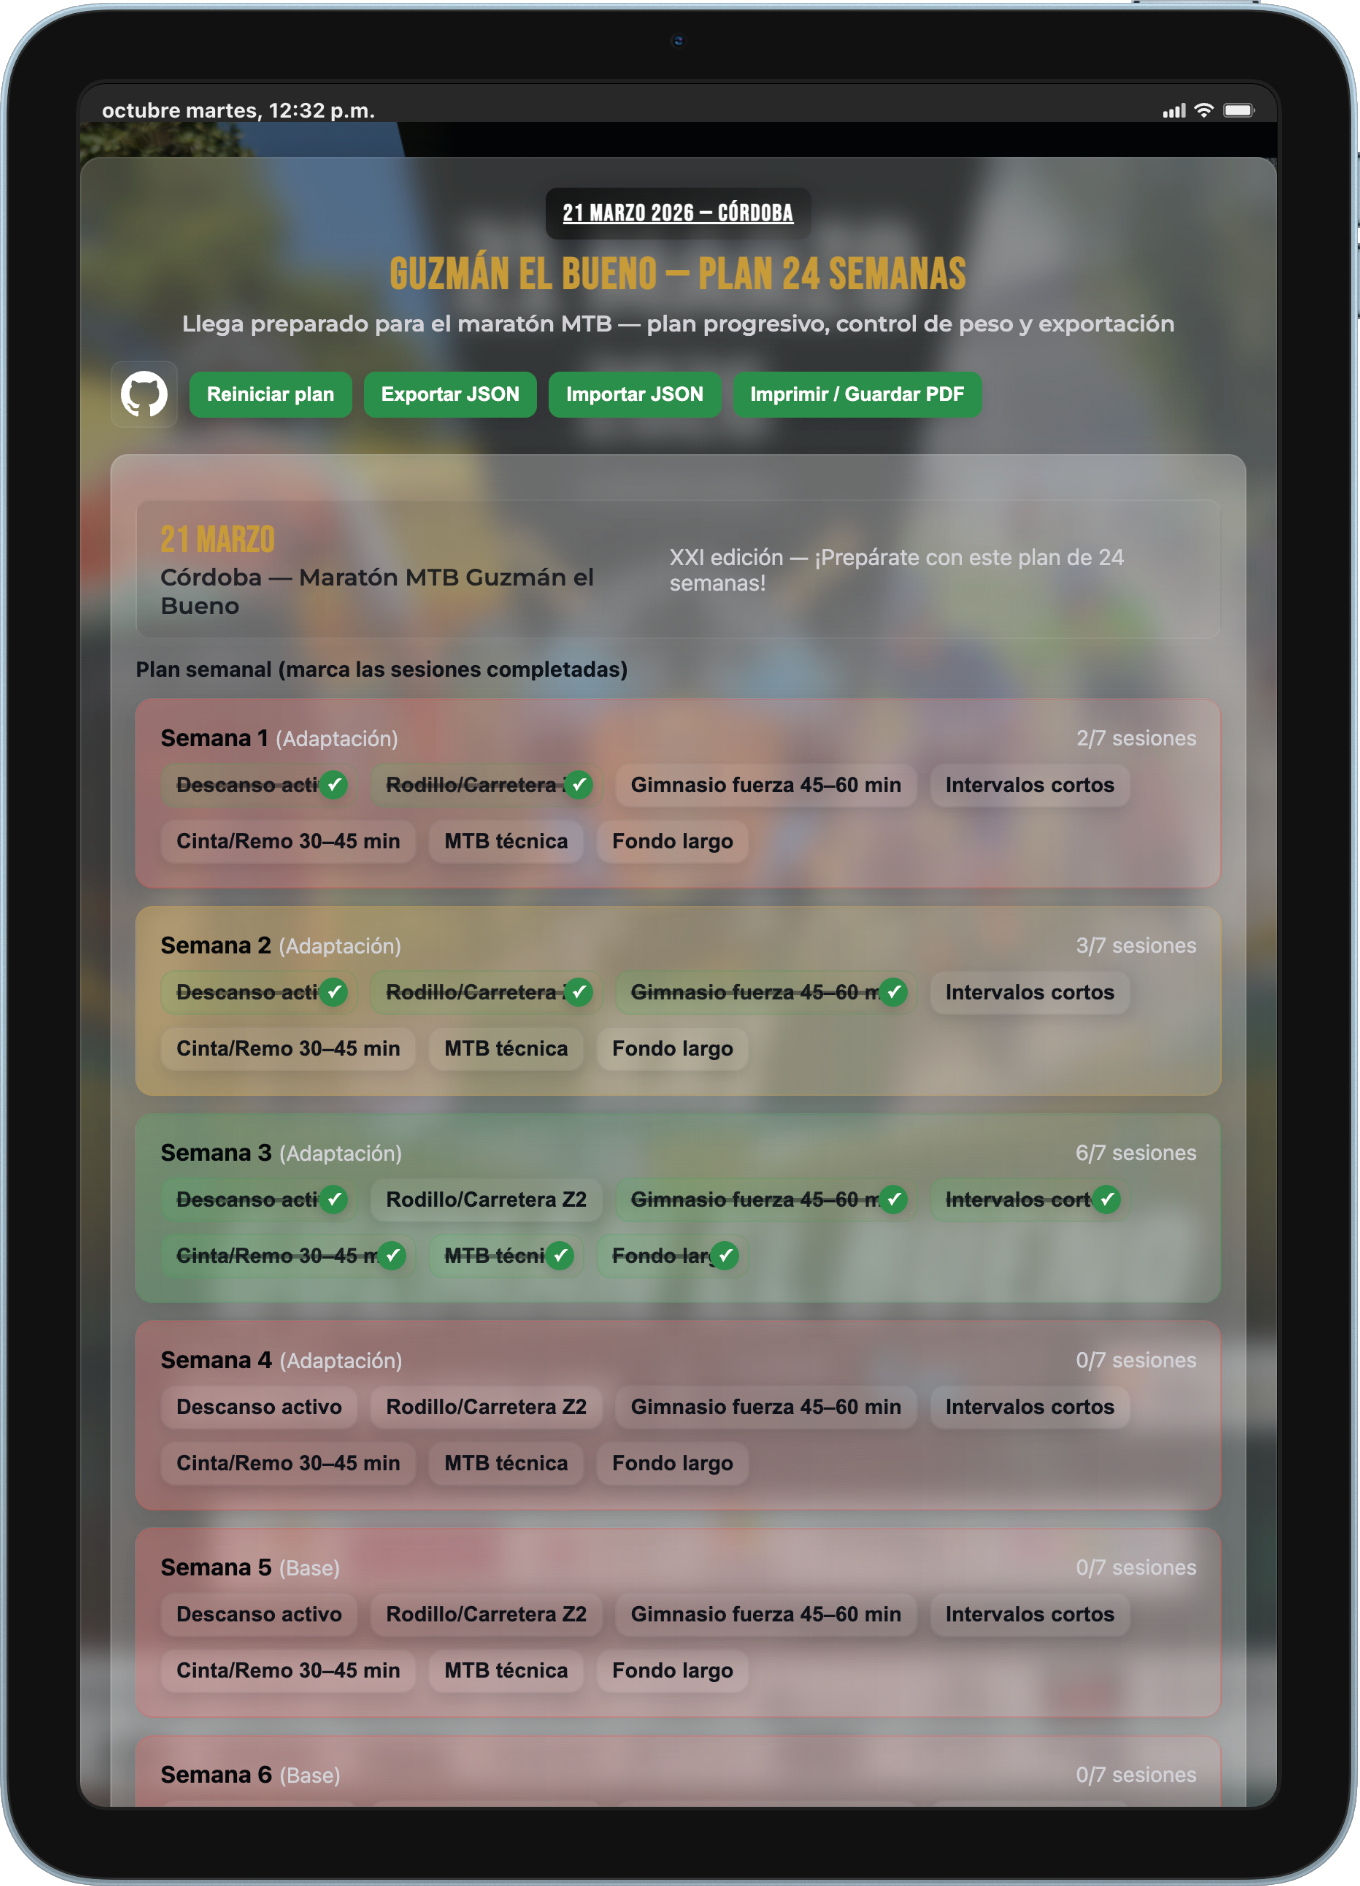 octubre martes, 12:32 p.m.
21 MARZO 2026 – CÓRDOBA
GUZMÁN EL BUENO – PLAN 24 SEMANAS
Llega preparado para el maratón MTB — plan progresivo, control de peso y exportación
Reiniciar plan Exportar JSON Importar JSON Imprimir / Guardar PDF
21 MARZO
Córdoba — Maratón MTB Guzmán el
Bueno
XXI edición — ¡Prepárate con este plan de 24
semanas!
Plan semanal (marca las sesiones completadas)
Semana 1 (Adaptación) 2/7 sesiones
Descanso acti Rodillo/Carretera Gimnasio fuerza 45–60 min Intervalos cortos
Cinta/Remo 30–45 min MTB técnica Fondo largo
Semana 2 (Adaptación) 3/7 sesiones
Descanso acti Rodillo/Carretera Gimnasio fuerza 45–60 m Intervalos cortos
Cinta/Remo 30–45 min MTB técnica Fondo largo
Semana 3 (Adaptación) 6/7 sesiones
Descanso acti Rodillo/Carretera Z2 Gimnasio fuerza 45–60 m Intervalos cort
Cinta/Remo 30–45 m MTB técni Fondo larg
Semana 4 (Adaptación) 0/7 sesiones
Descanso activo Rodillo/Carretera Z2 Gimnasio fuerza 45–60 min Intervalos cortos
Cinta/Remo 30–45 min MTB técnica Fondo largo
Semana 5 (Base) 0/7 sesiones
Descanso activo Rodillo/Carretera Z2 Gimnasio fuerza 45–60 min Intervalos cortos
Cinta/Remo 30–45 min MTB técnica Fondo largo
Semana 6 (Base) 0/7 sesiones